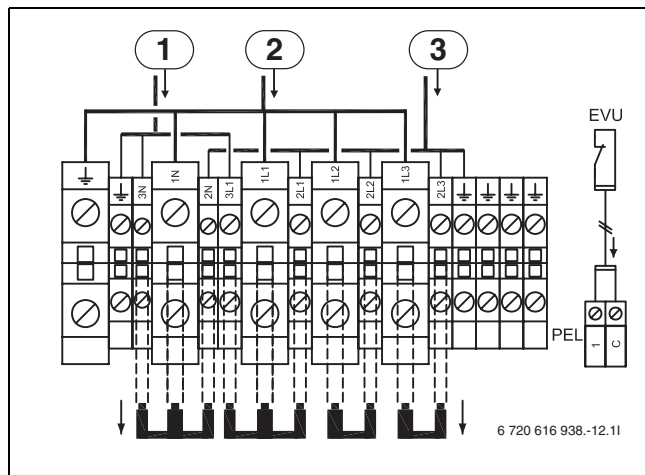 1
2
3
EVU
3N
1N
2N
3L1
1L1
2L1
1L2
2L2
1L3
2L3
PEL
1
C
6 720 616 938.-12.1I